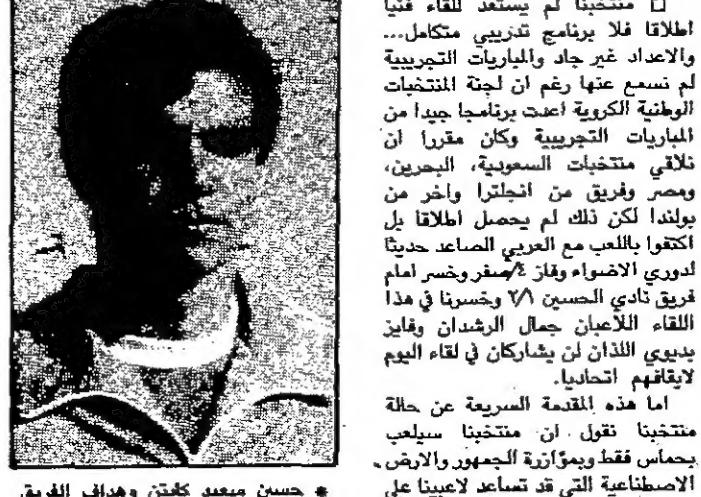 □ منتخبنا لم يستعد للقاء فنيا
اطلاقا فلا برنامج تدريبي متكامل...
والاعداد غير جاد والمباريات التجريبية
لم نسمع عنها رغم ان لجنة المنتخبات
الوطنية الكروية اعدت برنامجا جيدا من
المباريات التجريبية وكان مقررا ان
نلاقي منتخبات السعودية، البحرين،
ومصر وفريق من انجلترا واخر من
بولندا لكن ذلك لم يحصل اطلاقا بل
اكتفوا باللعب مع العربي الصاعد حديثا
لدوري الاضواء وفاز ٤/صفر وخسر امام
فريق نادي الحسين ٢/١ وخسرنا في هذا
اللقاء اللاعبان جمال الرشدان وفايز
بديوي اللذان لن يشاركان في لقاء اليوم
لايقافهم اتحاديا.
اما هذه المقدمة السريعة عن حالة
منتخبنا نقول ان منتخبنا سيلعب
بحماس فقط وبموآزرة الجمهور والارض
الاصطناعية التي قد تساعد لاعبينا على
* حسين ميعيد كابتن وهداف الفريق